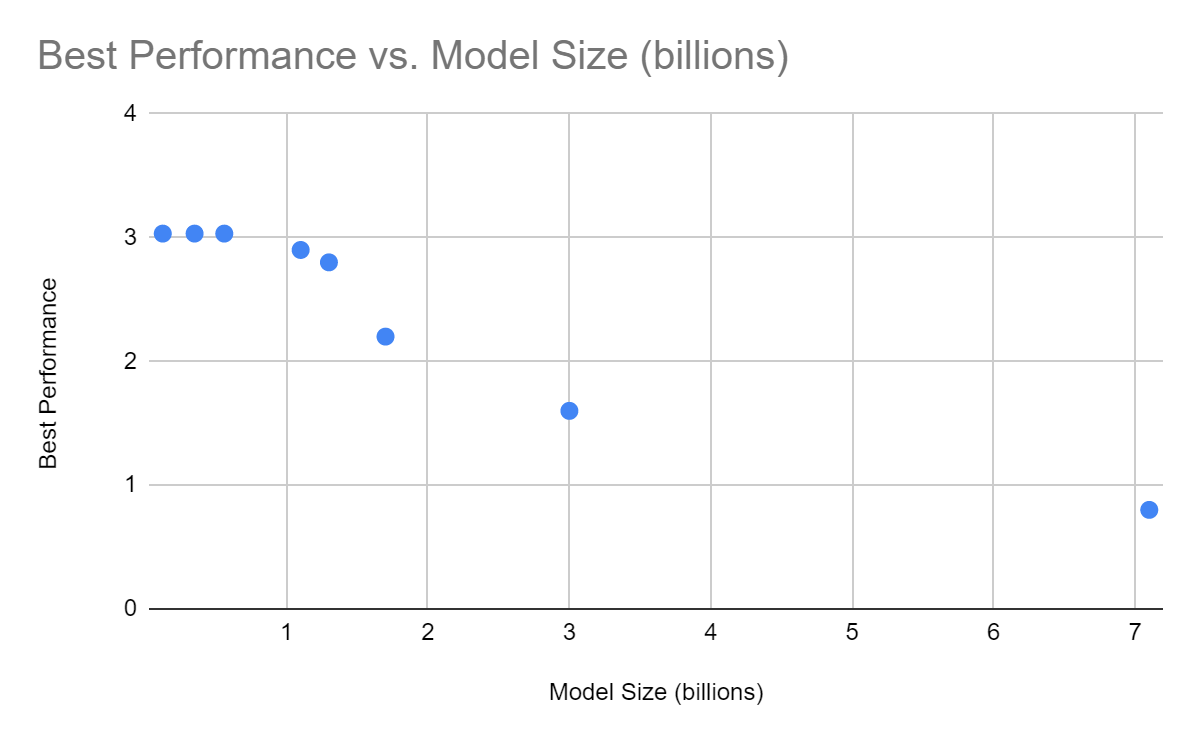 Best Performance vs. Model Size (billions)
4
3
2
1
0
Best Performance
1 2 3 4 5 6 7
Model Size (billions)